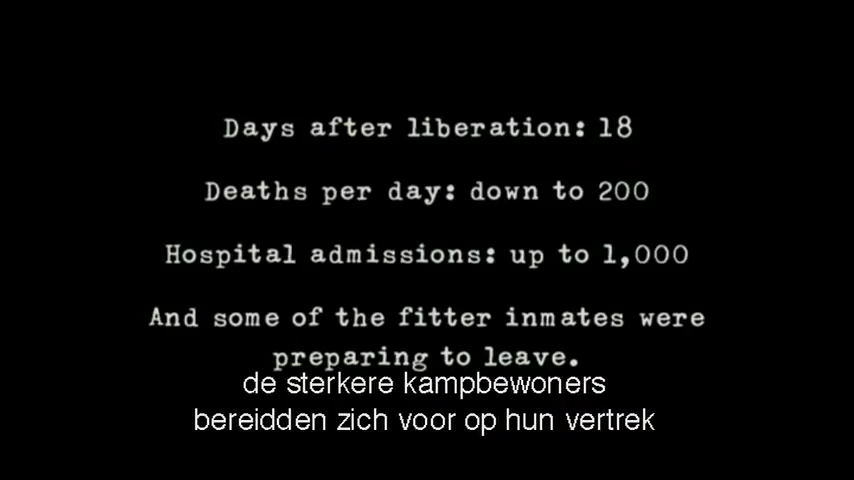 Days after liberation: 18
Deaths per day: down to 200
Hospital admissions: up to 1,000
And some of the fitter inmates were
preparing to leave.
de sterkere kampbewoners
bereidden zich voor op hun vertrek